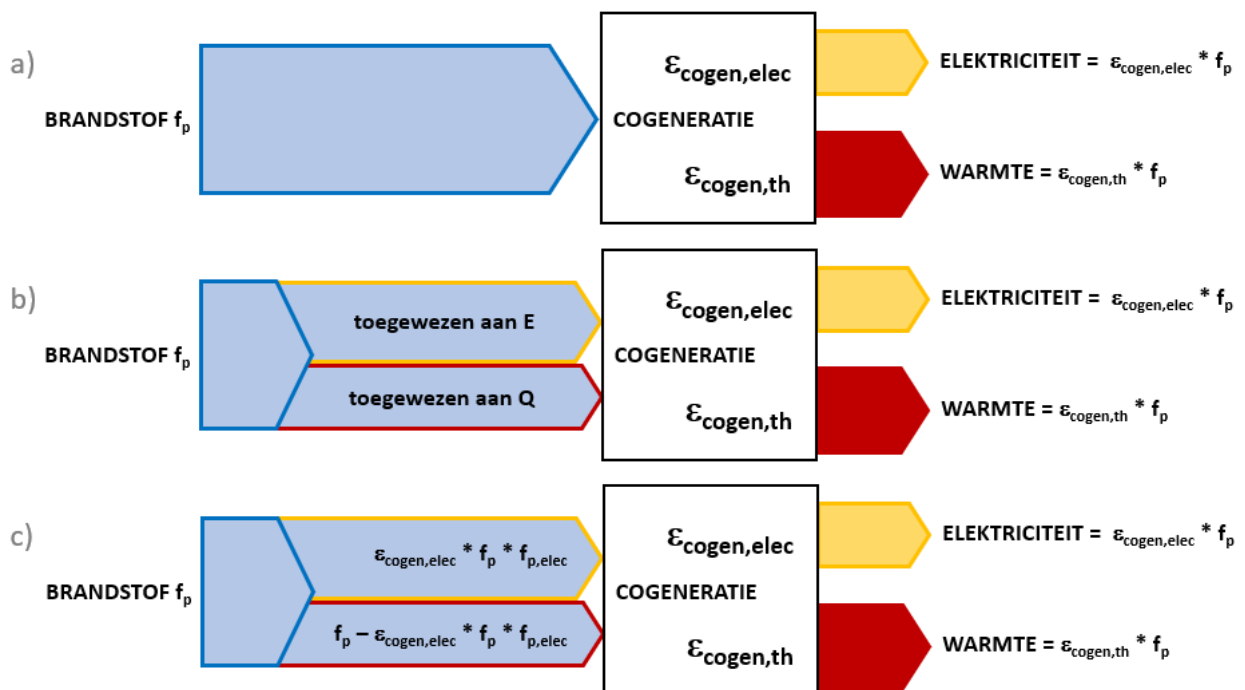 a)
BRANDSTOF fp
εcogen,elec
COGENERATIE
εcogen,th
ELEKTRICITEIT = εcogen,elec * fp
WARMTE = εcogen,th * fp
b)
BRANDSTOF fp
toegewezen aan E
toegewezen aan Q
εcogen,elec
COGENERATIE
εcogen,th
ELEKTRICITEIT = εcogen,elec * fp
WARMTE = εcogen,th * fp
c)
BRANDSTOF fp
εcogen,elec * fp * fp,elec
fp – εcogen,elec * fp * fp,elec
εcogen,elec
COGENERATIE
εcogen,th
ELEKTRICITEIT = εcogen,elec * fp
WARMTE = εcogen,th * fp